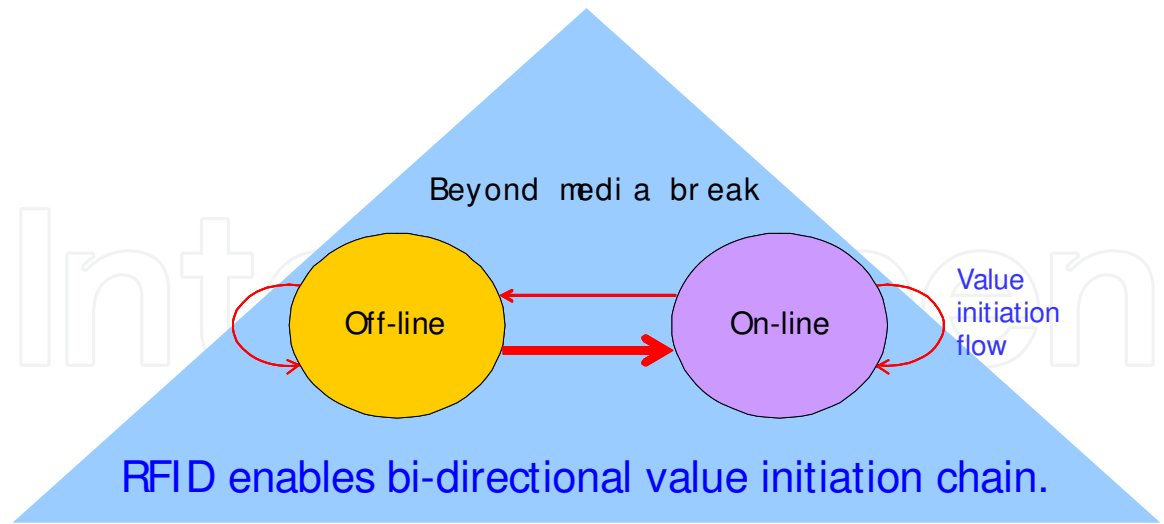 Beyond media break
Off-line
On-line
Value
initiation
flow
RFID enables bi-directional value initiation chain.